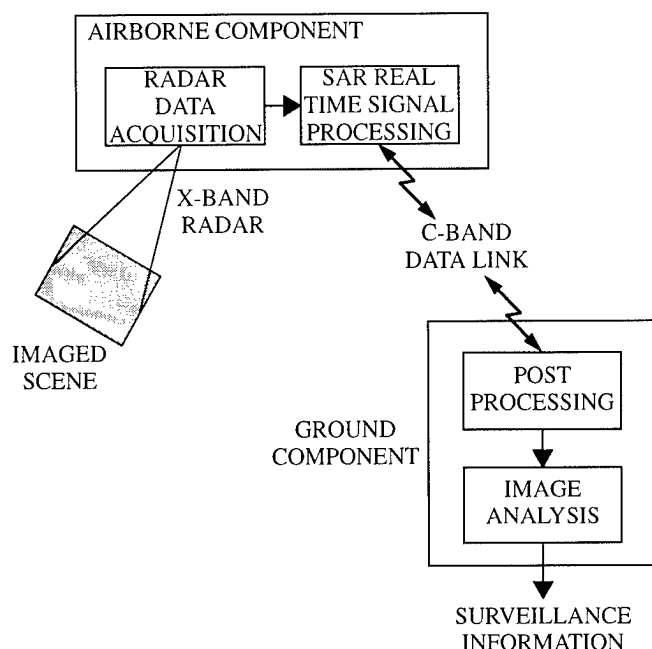 AIRBORNE COMPONENT
RADAR
DATA
ACQUISITION
SAR REAL
TIME SIGNAL
PROCESSING
X-BAND
RADAR
C-BAND
DATA LINK
IMAGED
SCENE
POST
PROCESSING
GROUND
COMPONENT
IMAGE
ANALYSIS
SURVEILLANCE
INFORMATION